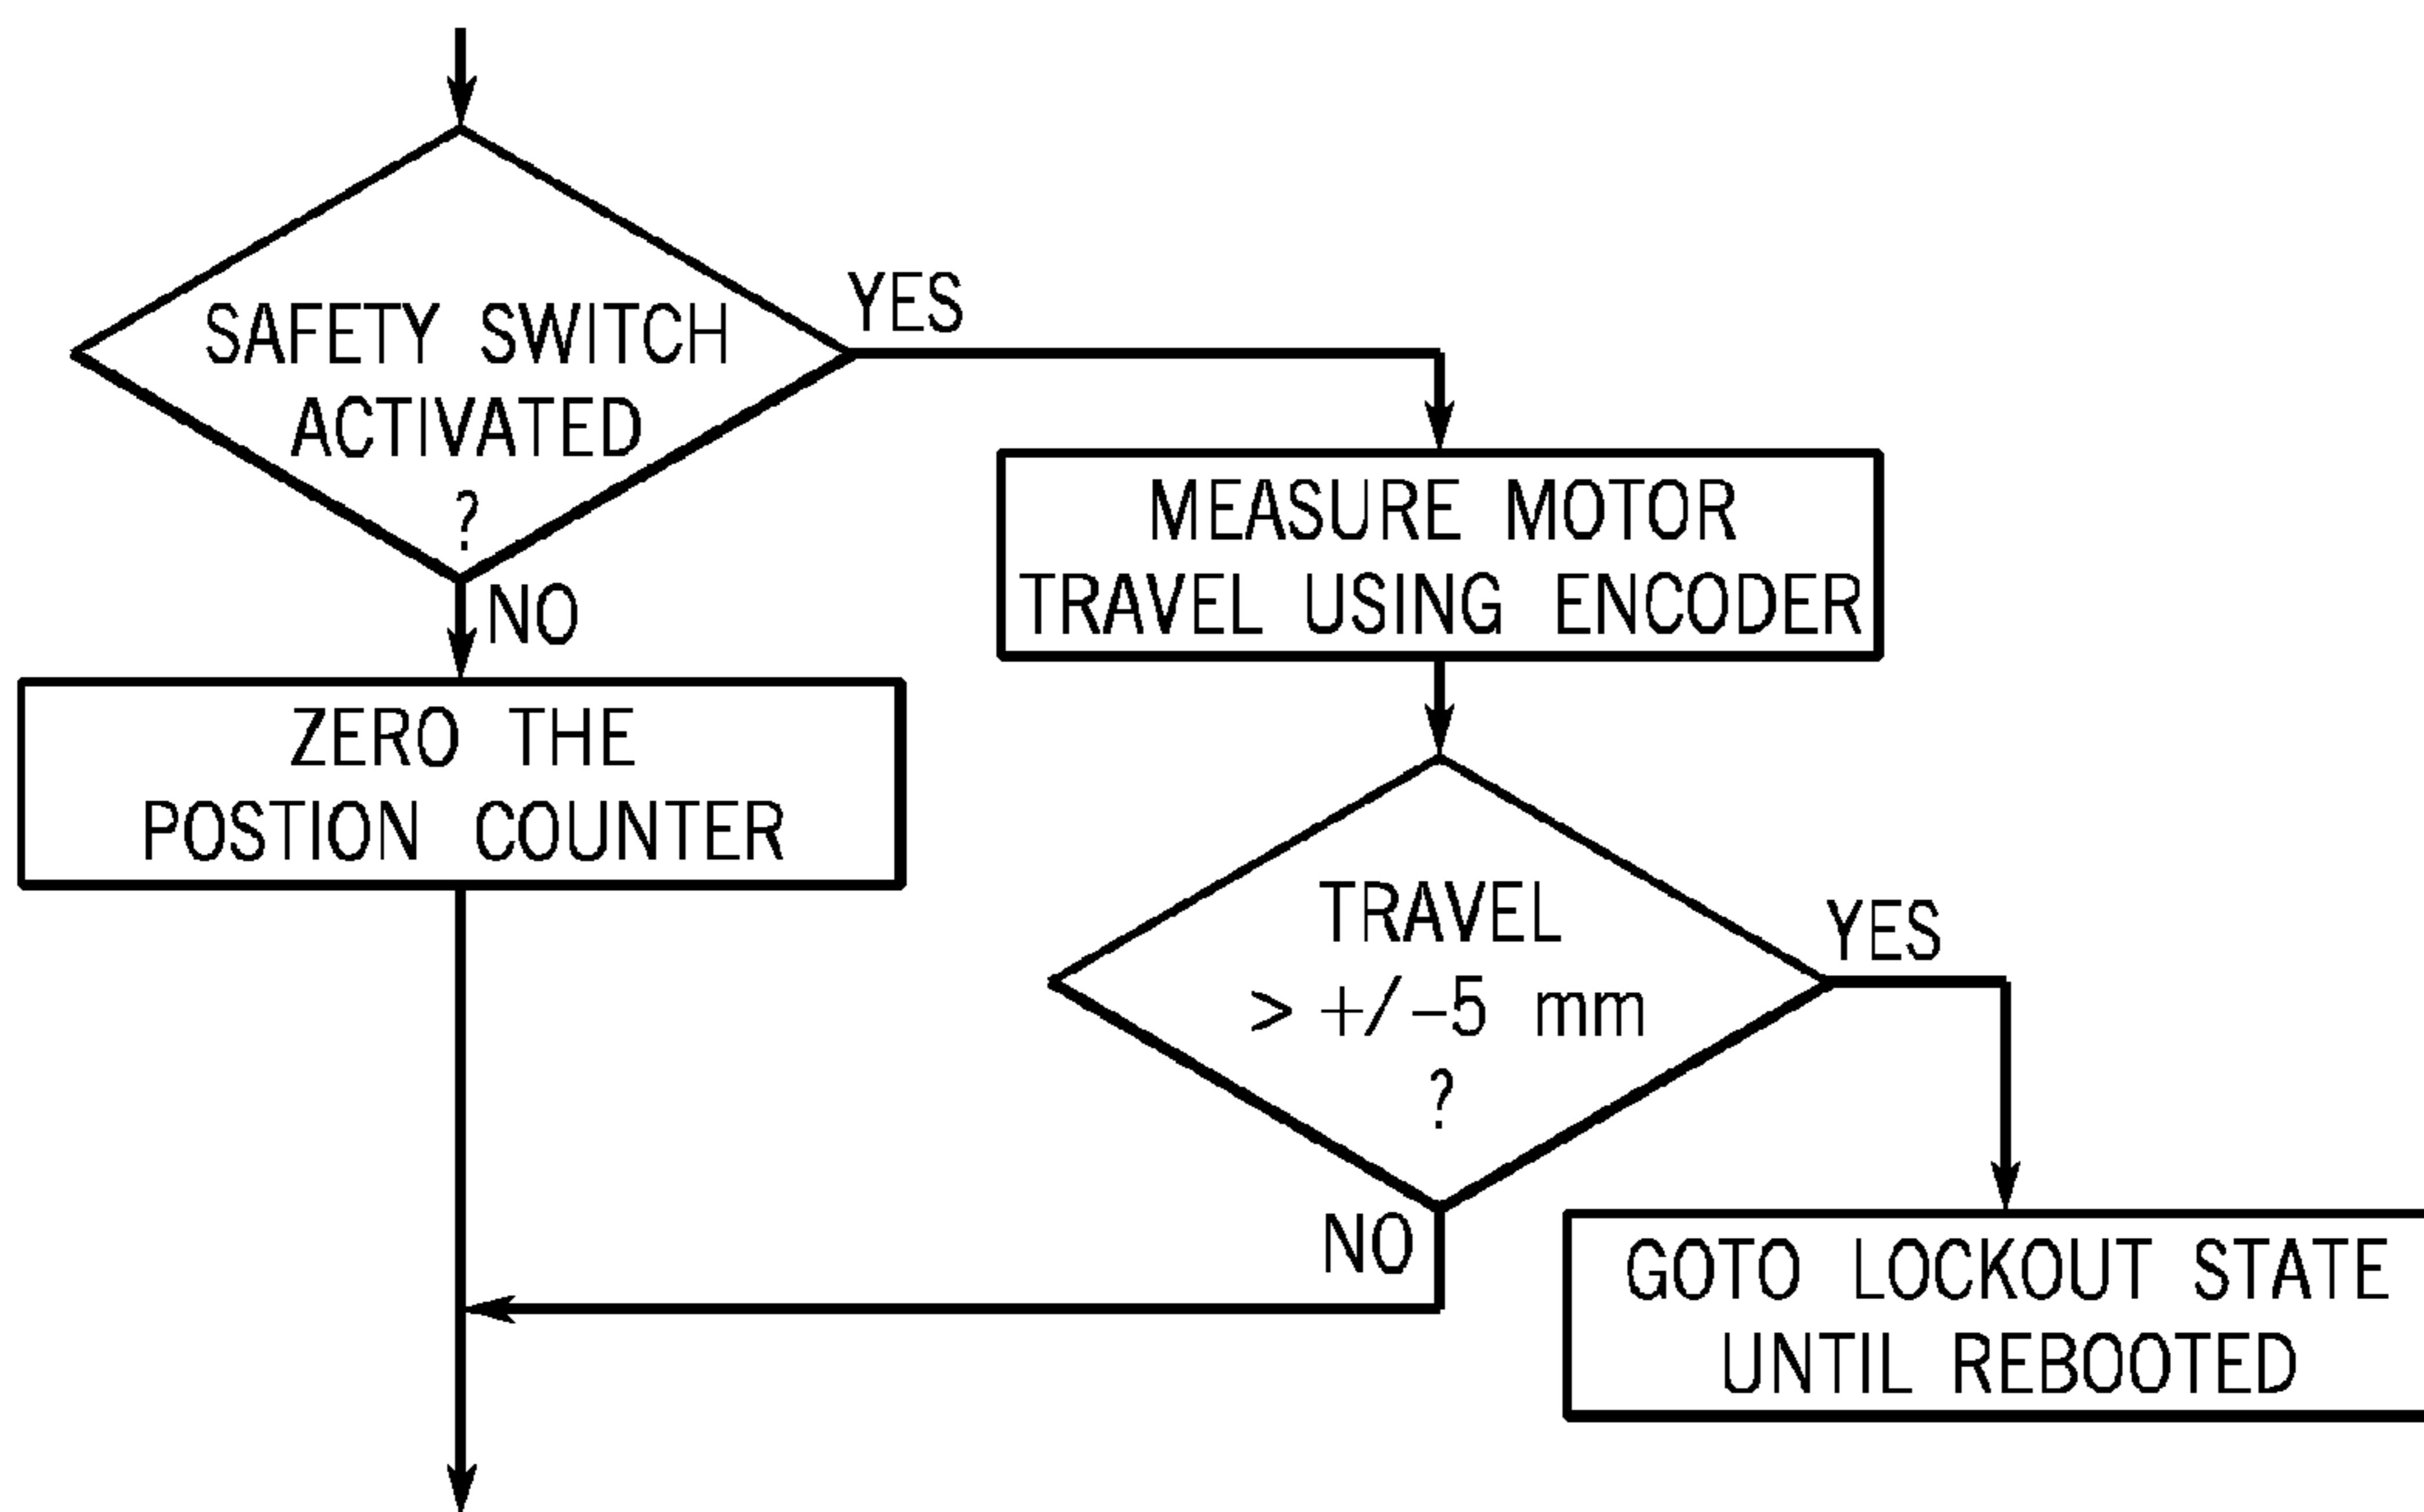 SAFETY SWITCH
ACTIVATED
?
YES
NO
MEASURE MOTOR
TRAVEL USING ENCODER
ZERO THE
POSTION COUNTER
TRAVEL
> +/-5 mm
?
YES
NO
GOTO LOCKOUT STATE
UNTIL REBOOTED